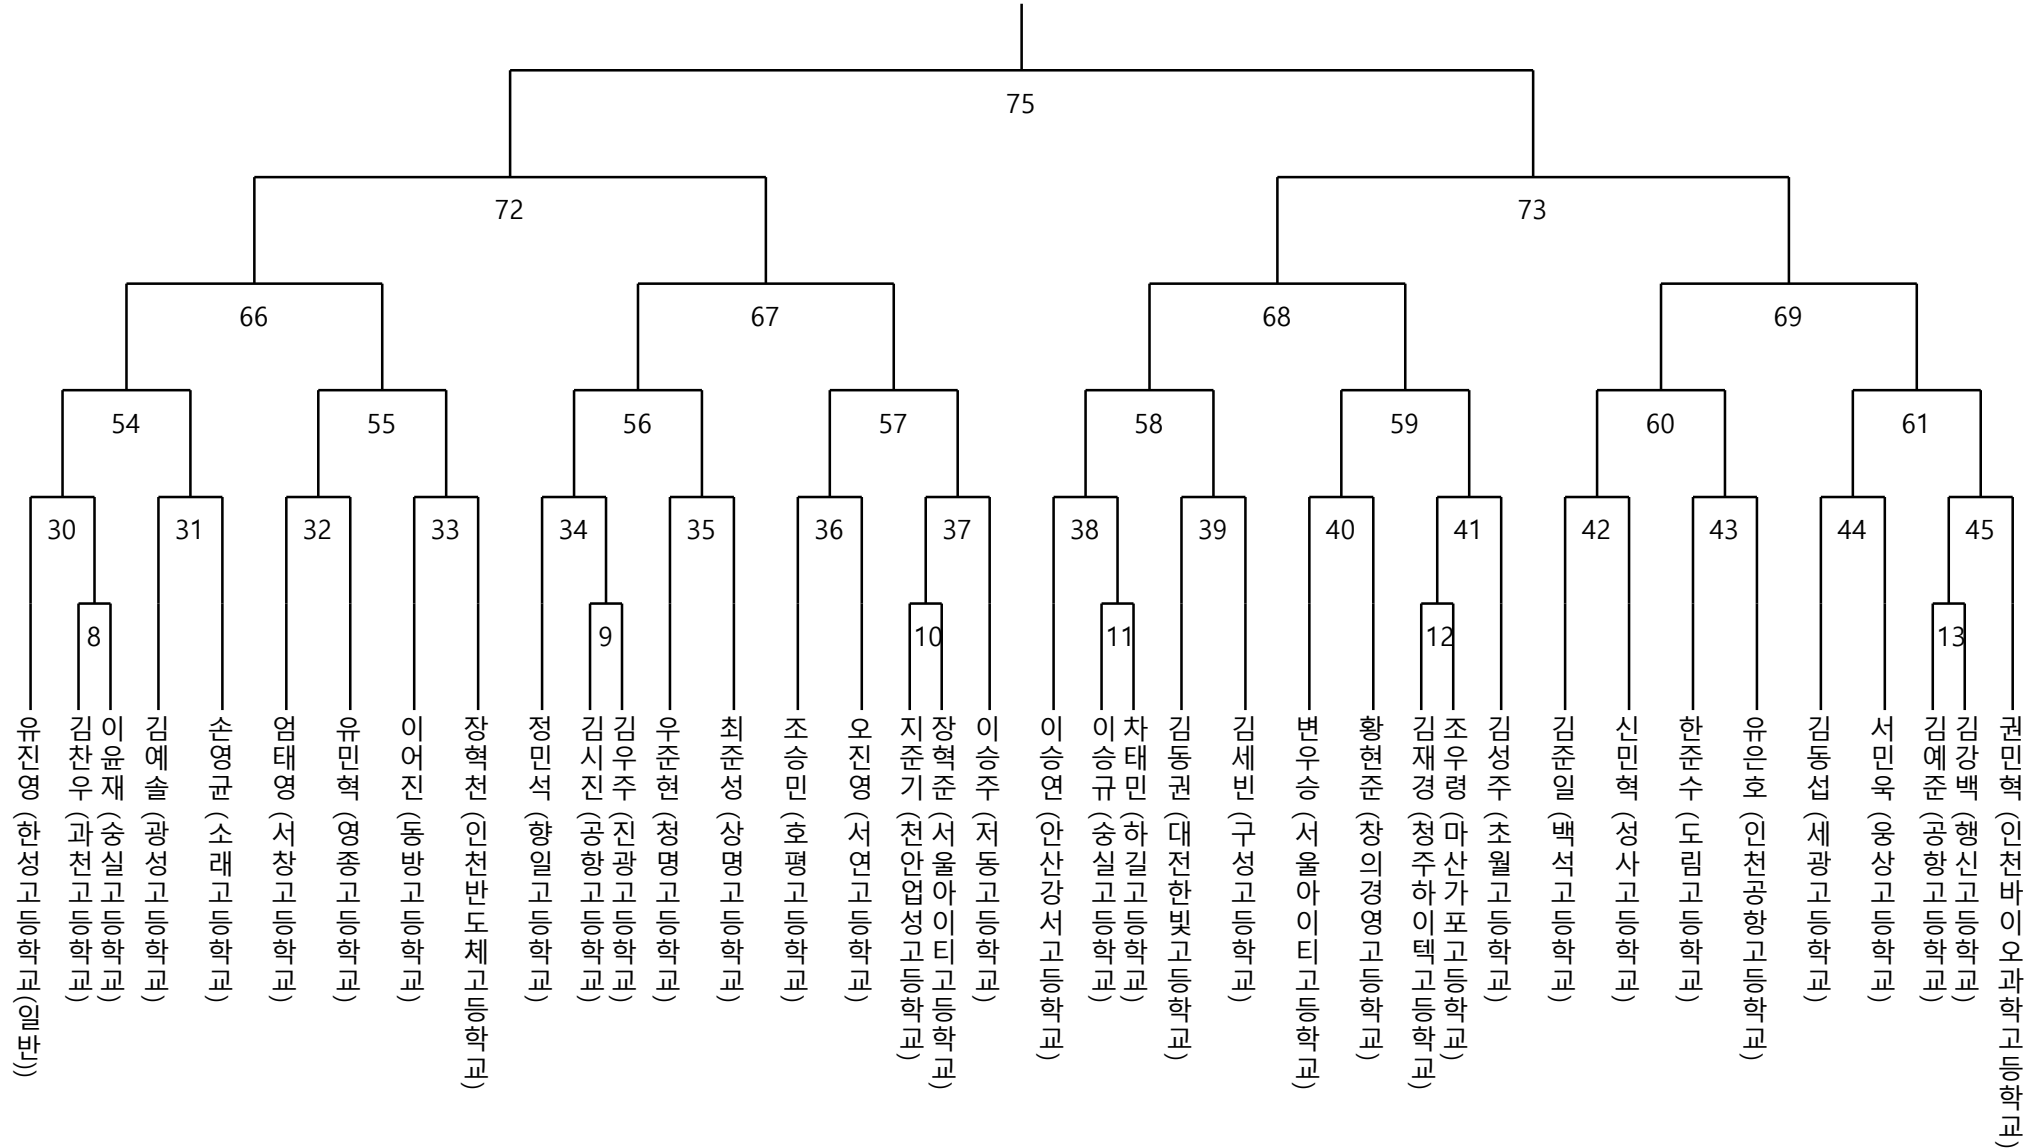 75
72
73
66
67
68
69
54
55
56
57
58
59
60
61
30
31
32
33
34
35
36
37
38
39
40
41
42
43
44
45
8
9
10
11
12
13
유진영 (한성고등학교(일반))
김찬우 (과천고등학교)
이윤재 (숭실고등학교)
김예솔 (광성고등학교)
손영균 (소래고등학교)
엄태영 (서창고등학교)
유민혁 (영종고등학교)
이어진 (동방고등학교)
장혁천 (인천반도체고등학교)
정민석 (향일고등학교)
김시진 (공항고등학교)
김우주 (진광고등학교)
우준현 (청명고등학교)
최준성 (상명고등학교)
조승민 (호평고등학교)
오진영 (서연고등학교)
지준기 (천안업성고등학교)
장혁준 (서울아이티고등학교)
이승주 (저동고등학교)
이승연 (안산강서고등학교)
이승규 (숭실고등학교)
차태민 (하길고등학교)
김동권 (대전한빛고등학교)
김세빈 (구성고등학교)
변우승 (서울아이티고등학교)
황현준 (창의경영고등학교)
김재경 (청주하이텍고등학교)
조우령 (마산가포고등학교)
김성주 (초월고등학교)
김준일 (백석고등학교)
신민혁 (성사고등학교)
한준수 (도림고등학교)
유은호 (인천공항고등학교)
김동섭 (세광고등학교)
서민욱 (웅상고등학교)
김예준 (공항고등학교)
김강백 (행신고등학교)
권민혁 (인천바이오과학고등학교)